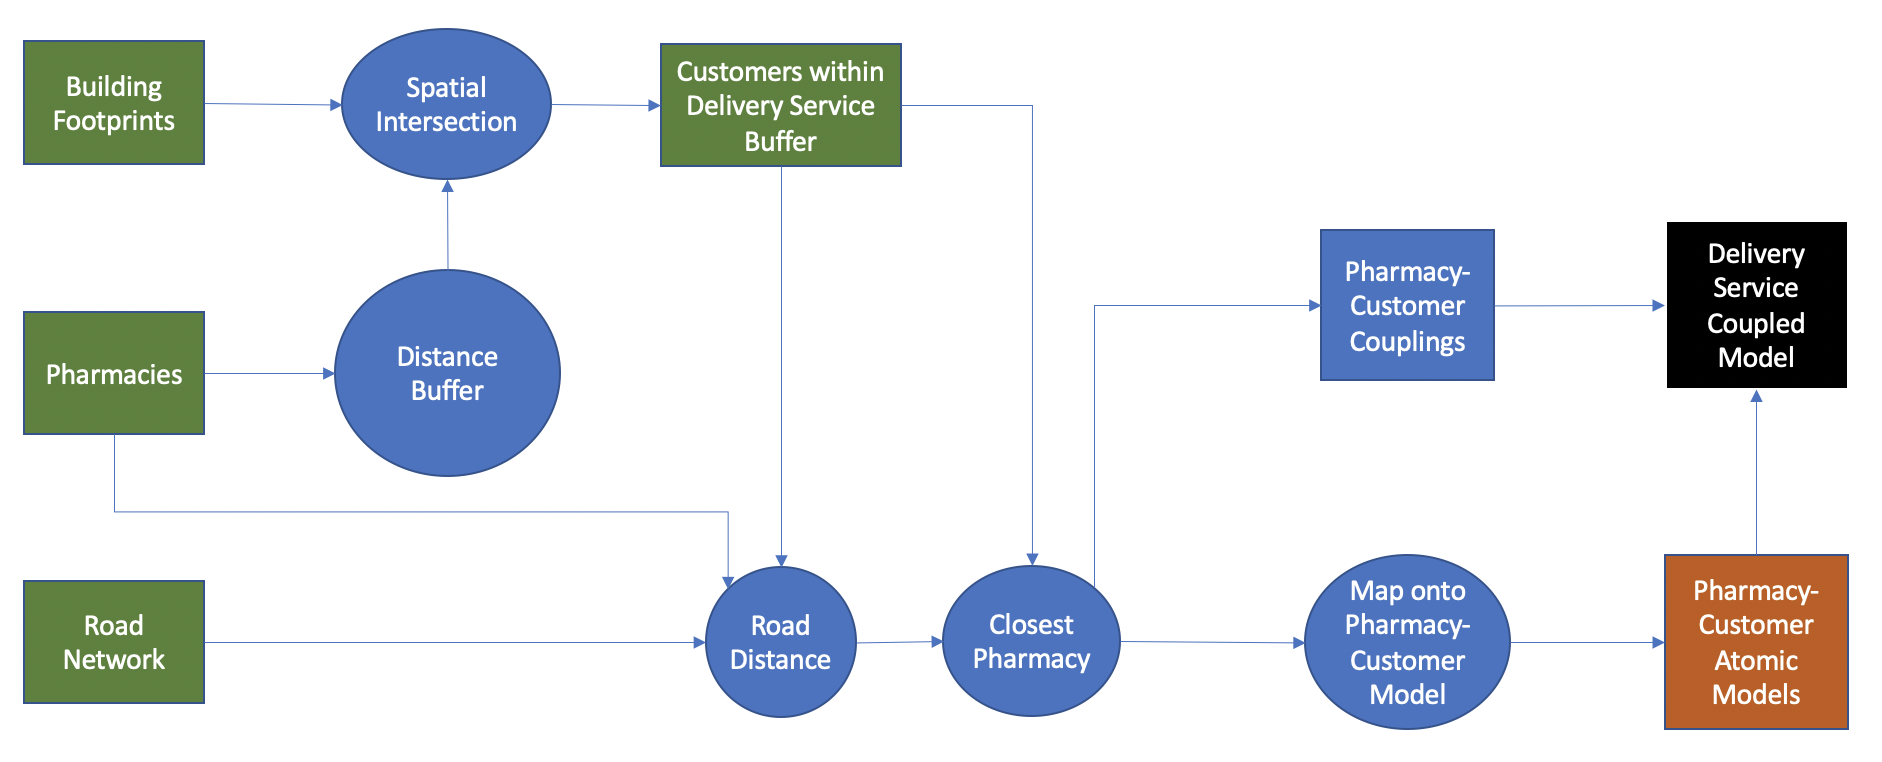 Building
Footprints
Spatial
Intersection
Customers within
Delivery Service
Buffer
Pharmacies
Distance
Buffer
Pharmacy-
Customer
Couplings
Delivery
Service
Coupled
Model
Road
Network
Road
Distance
Closest
Pharmacy
Map onto
Pharmacy-
Customer
Model
Pharmacy-
Customer
Atomic
Models